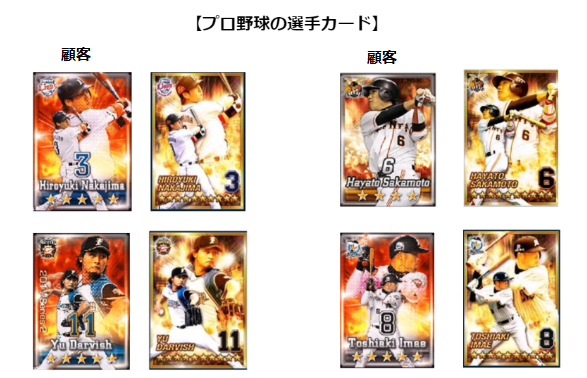 【プロ野球の選手カード】
顧客
顧客
3
Hiroyuki Nakajima
HIROYUKI
NAKAJIMA
3
6
Hayato Sakamoto
6
HAYATO
SAKAMOTO
6
11
Yu Darvish
YU
DARVISH
11
8
Toshiaki Imae
TOSHIAKI
IMAE
8